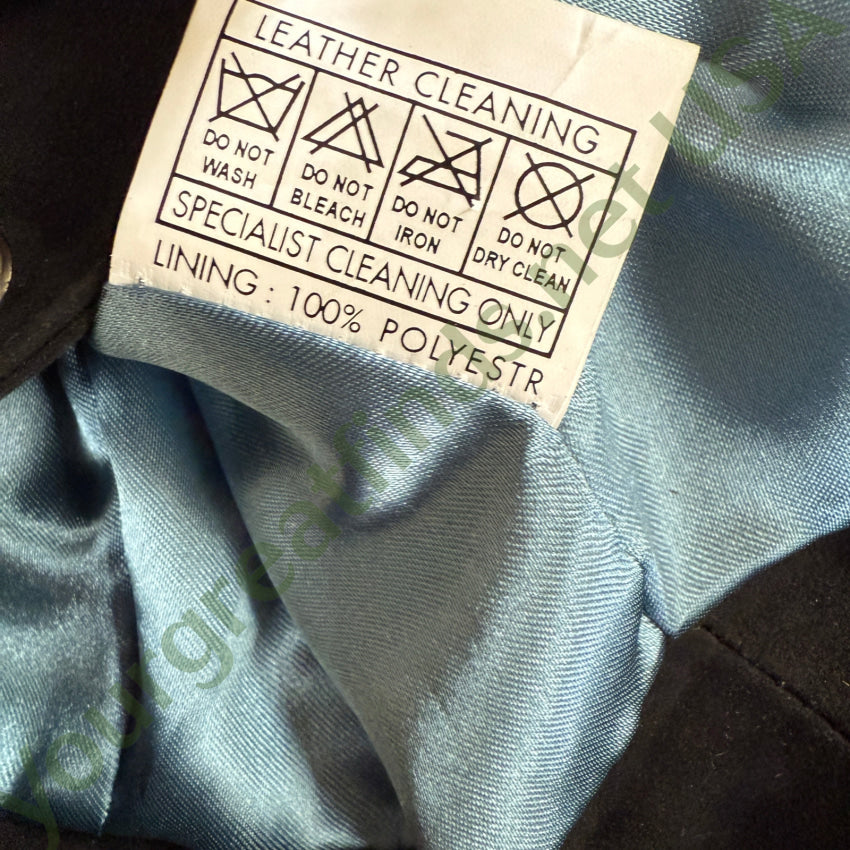 LEATHER CLEANING
DO NOT WASH
DO NOT BLEACH
DO NOT IRON
DO NOT DRY CLEAN
SPECIALIST CLEANING ONLY
LINING : 100% POLYESTR
yourgreatfinds.net USA